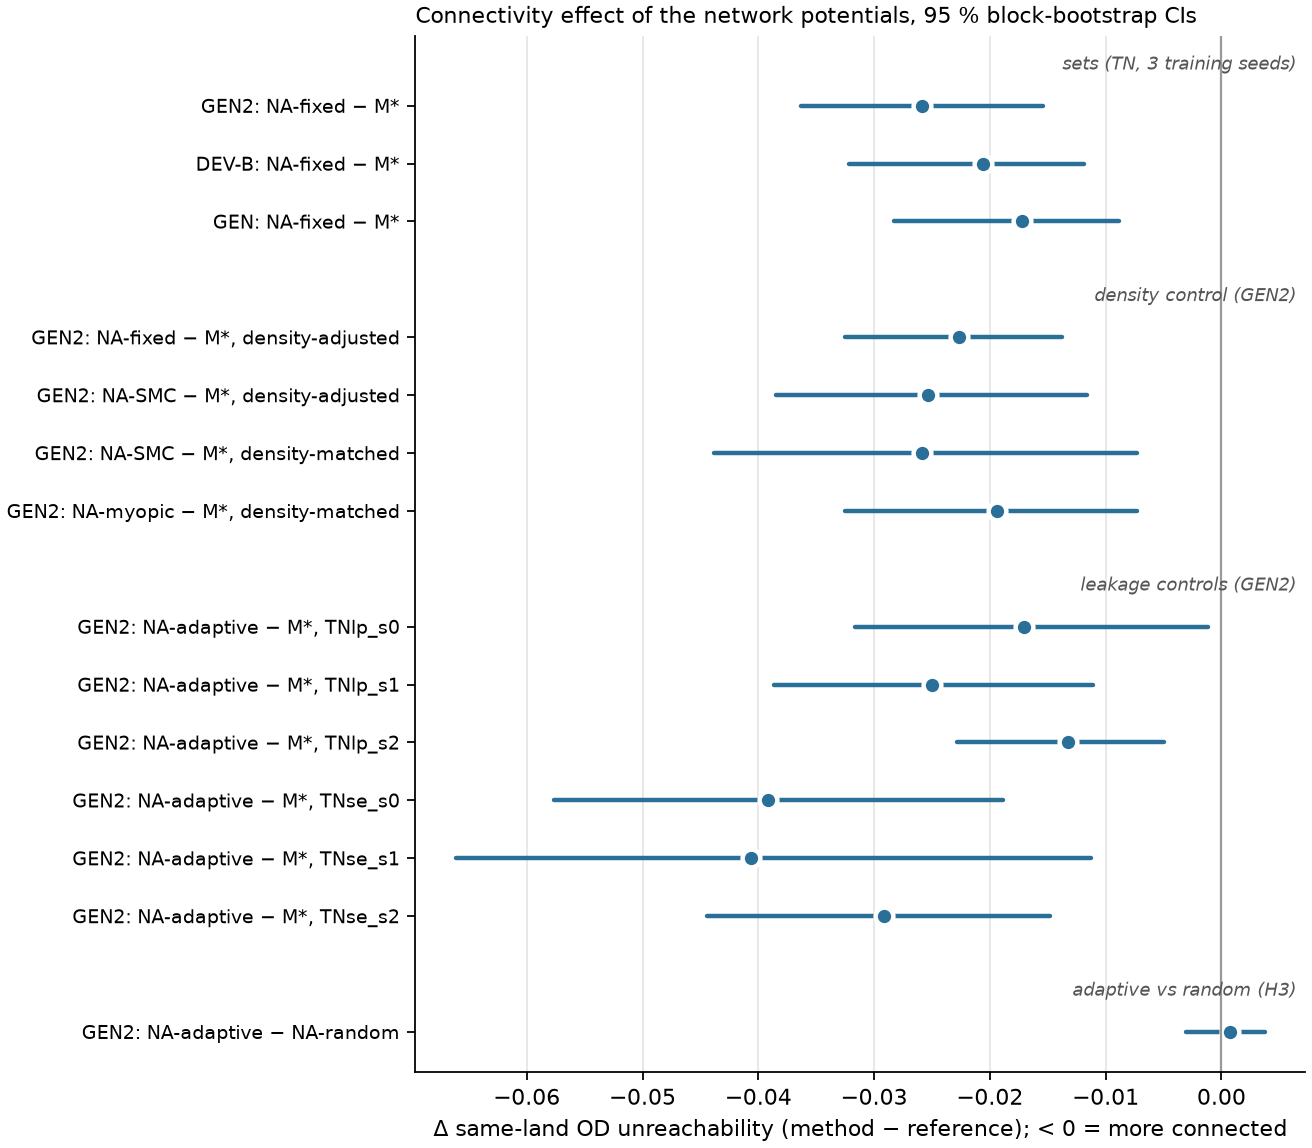 Connectivity effect of the network potentials, 95 % block-bootstrap CIs
sets (TN, 3 training seeds)
GEN2: NA-fixed − M*
DEV-B: NA-fixed − M*
GEN: NA-fixed − M*
density control (GEN2)
GEN2: NA-fixed − M*, density-adjusted
GEN2: NA-SMC − M*, density-adjusted
GEN2: NA-SMC − M*, density-matched
GEN2: NA-myopic − M*, density-matched
leakage controls (GEN2)
GEN2: NA-adaptive − M*, TNlp_s0
GEN2: NA-adaptive − M*, TNlp_s1
GEN2: NA-adaptive − M*, TNlp_s2
GEN2: NA-adaptive − M*, TNse_s0
GEN2: NA-adaptive − M*, TNse_s1
GEN2: NA-adaptive − M*, TNse_s2
adaptive vs random (H3)
GEN2: NA-adaptive − NA-random
−0.06 −0.05 −0.04 −0.03 −0.02 −0.01 0.00
Δ same-land OD unreachability (method − reference); < 0 = more connected